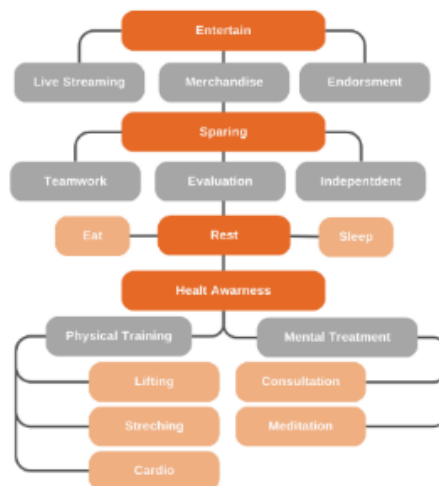 Entertain
Live Streaming
Merchandise
Endorsment
Sparing
Teamwork
Evaluation
Indepentdent
Eat
Rest
Sleep
Healt Awarness
Physical Training
Mental Treatment
Lifting
Consultation
Streching
Meditation
Cardio